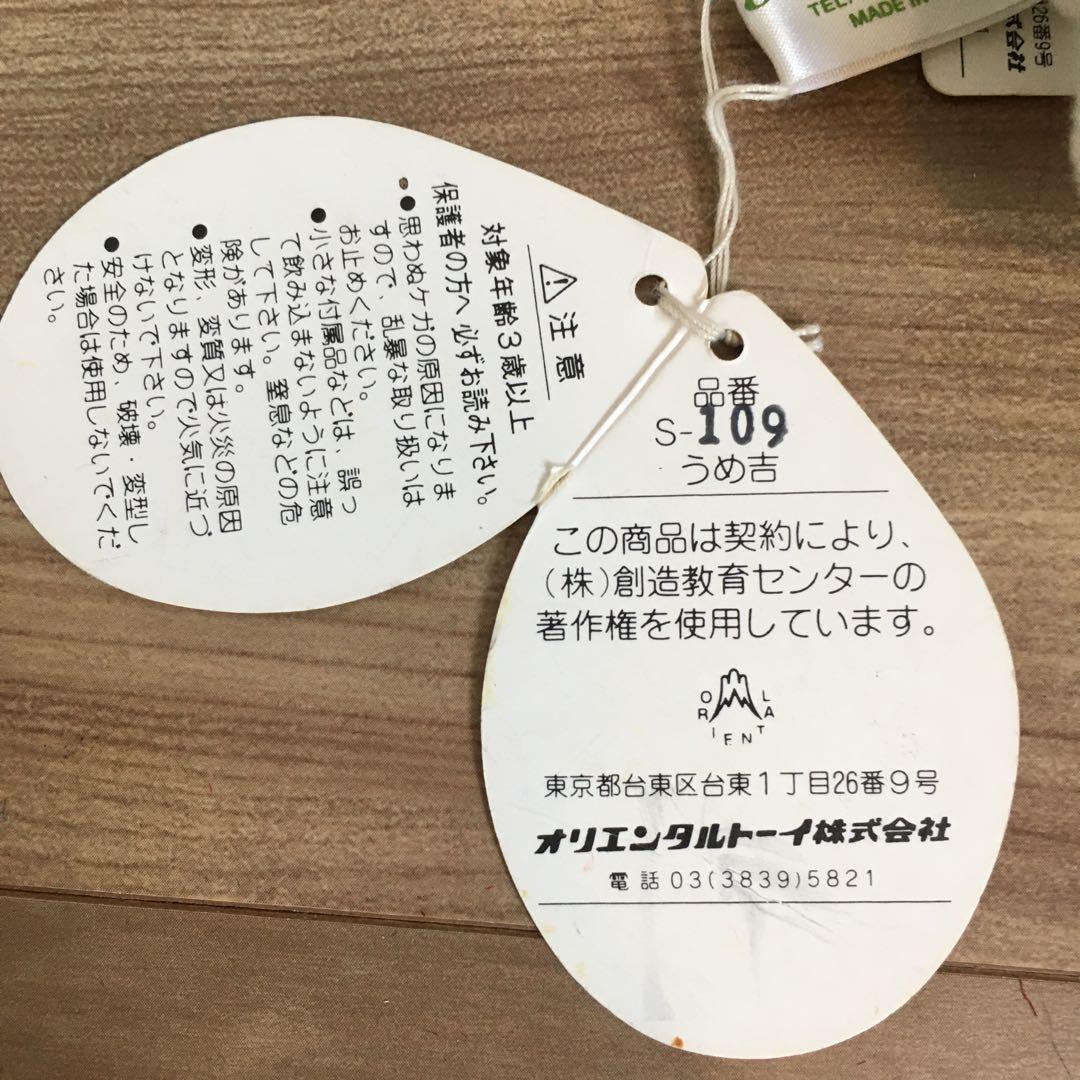 ⚠注意
対象年齢3歳以上
保護者の方へ 必ずお読み下さい。
●思わぬケガの原因になりま
すので、乱暴な取り扱いは
お止めください。
●小さな付属品などは、誤っ
て飲み込まないように注意
して下さい。窒息などの危
険があります。
●変形、変質又は火災の原因
となりますので火気に近づ
けないで下さい。
●安全のため、破壊・変型し
た場合は使用しないでくだ
さい。
品番
S-109
うめ吉
この商品は契約により、
(株)創造教育センターの
著作権を使用しています。
ORIENTAL
東京都台東区台東1丁目26番9号
オリエンタルトーイ株式会社
電話 03(3839)5821
MADE IN
26番9号
式会社